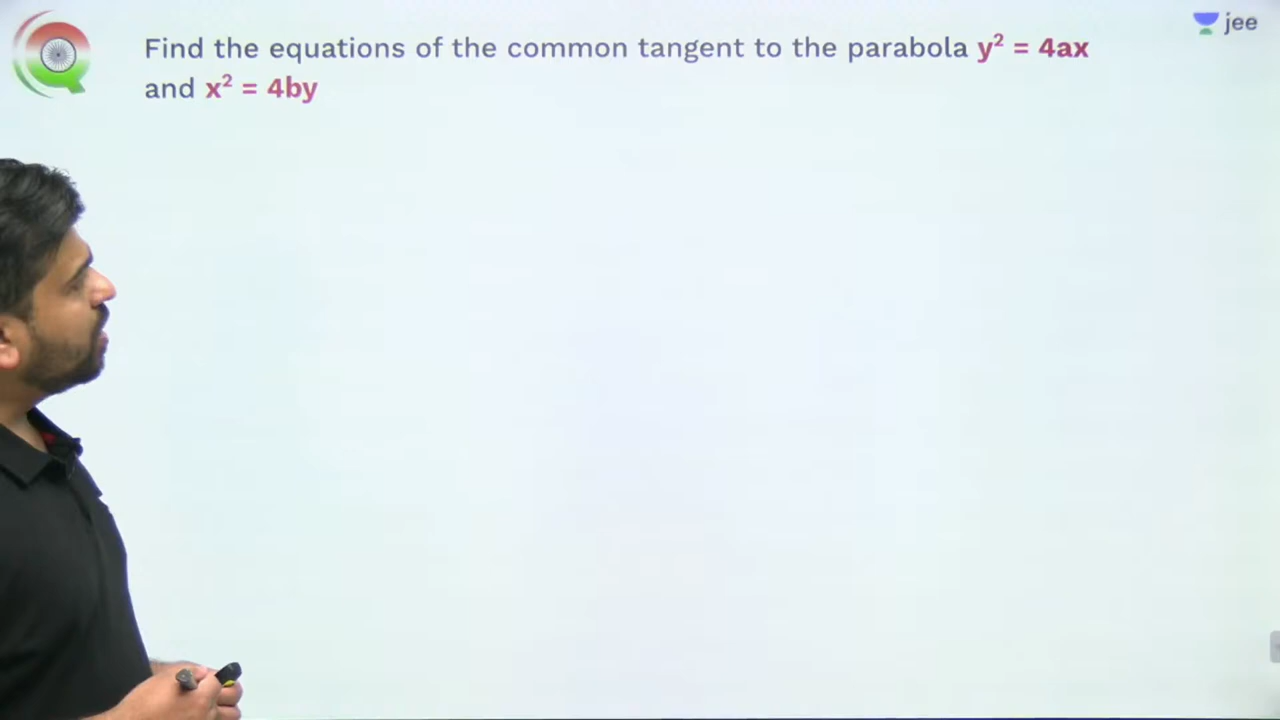 Find the equations of the common tangent to the parabola y² = 4ax
and x² = 4by
jee